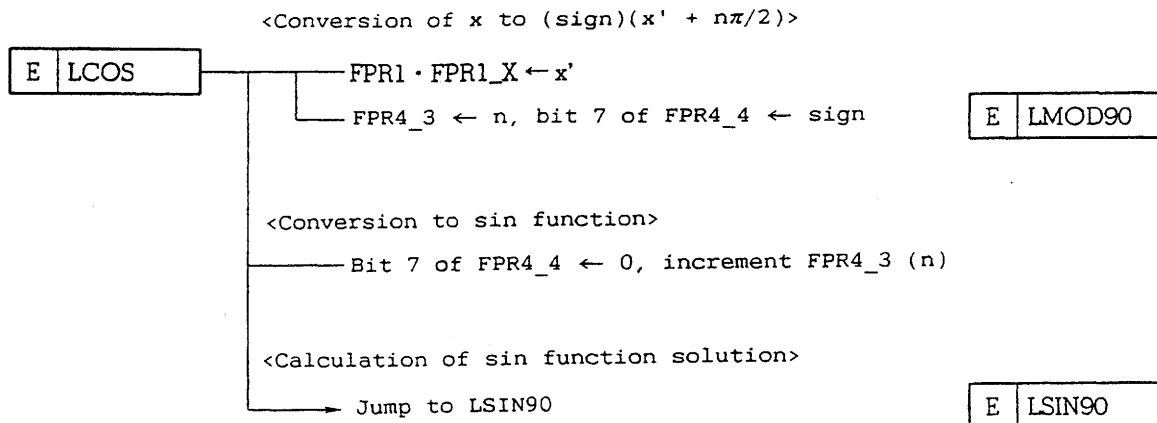 <Conversion of x to (sign)(x' + nπ/2)>
E LCOS
FPR1・FPR1_X ← x'
FPR4_3 ← n, bit 7 of FPR4_4 ← sign
E LMOD90
<Conversion to sin function>
Bit 7 of FPR4_4 ← 0, increment FPR4_3 (n)
<Calculation of sin function solution>
Jump to LSIN90
E LSIN90